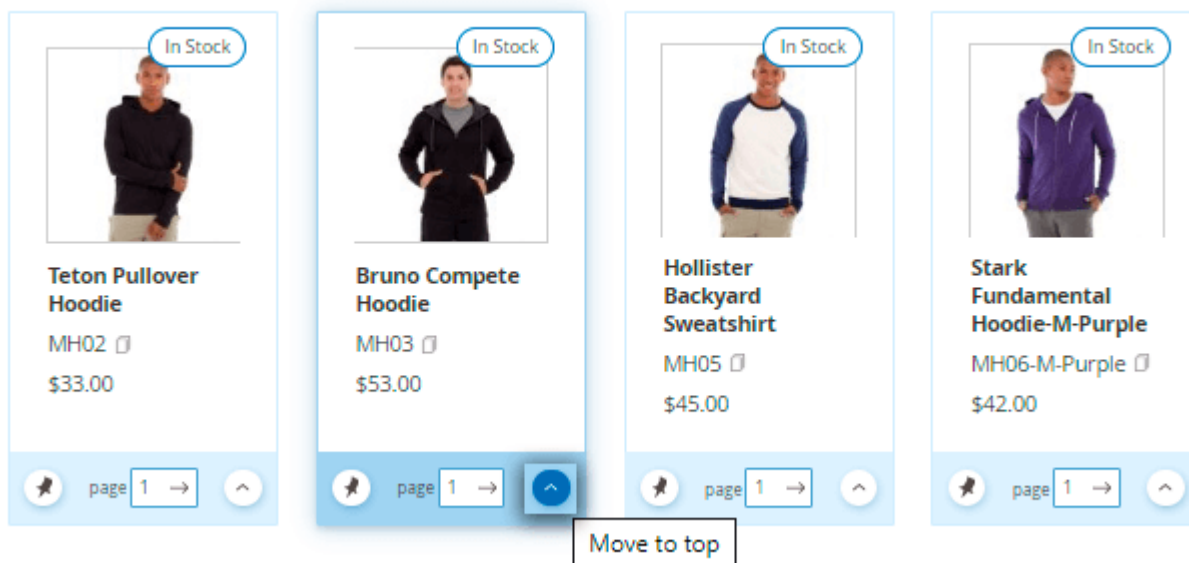 In Stock
Teton Pullover
Hoodie
MH02
$33.00
page 1
In Stock
Bruno Compete
Hoodie
MH03
$53.00
page 1
Move to top
In Stock
Hollister
Backyard
Sweatshirt
MH05
$45.00
page 1
In Stock
Stark
Fundamental
Hoodie-M-Purple
MH06-M-Purple
$42.00
page 1